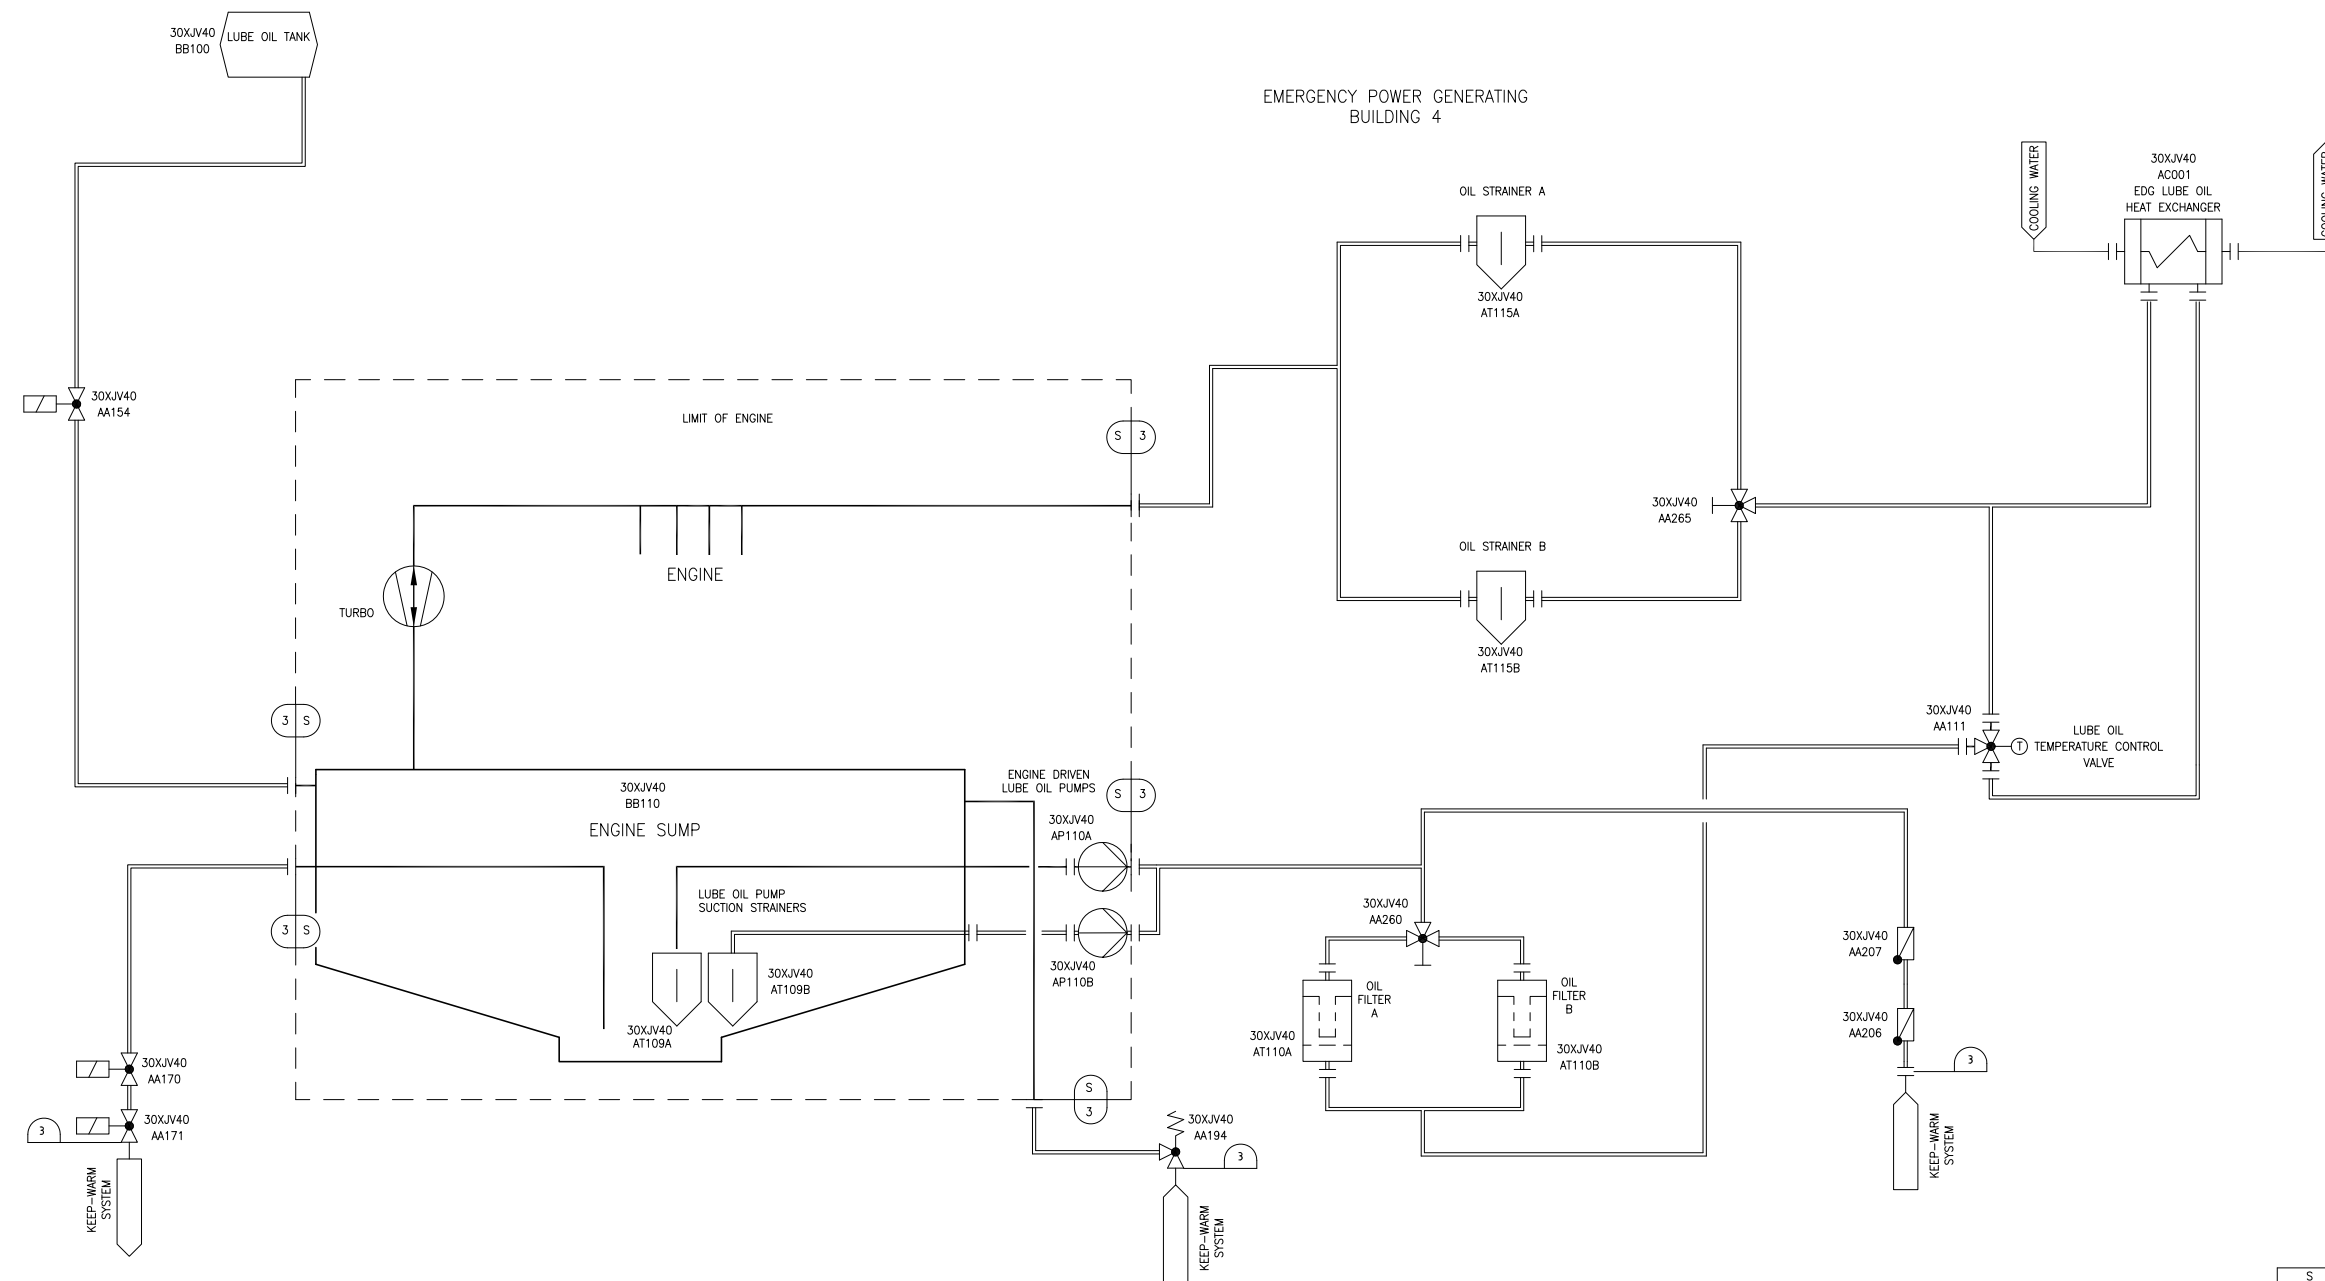 30XJV40
BB100
LUBE OIL TANK
EMERGENCY POWER GENERATING
BUILDING 4
COOLING WATER
30XJV40
AC001
EDG LUBE OIL
HEAT EXCHANGER
COOLING WATER
OIL STRAINER A
30XJV40
AT115A
30XJV40
AA154
LIMIT OF ENGINE
S 3
30XJV40
AA265
OIL STRAINER B
ENGINE
TURBO
30XJV40
AT115B
3 S
30XJV40
AA111
T
LUBE OIL
TEMPERATURE CONTROL
VALVE
30XJV40
BB110
ENGINE SUMP
ENGINE DRIVEN
LUBE OIL PUMPS
S 3
30XJV40
AP110A
LUBE OIL PUMP
SUCTION STRAINERS
3 S
30XJV40
AA260
30XJV40
AA207
30XJV40
AT109B
30XJV40
AP110B
OIL
FILTER
A
OIL
FILTER
B
30XJV40
AA206
30XJV40
AT109A
30XJV40
AT110A
30XJV40
AT110B
3
30XJV40
AA170
S
3
30XJV40
AA171
3
30XJV40
AA194
3
KEEP-WARM
SYSTEM
KEEP-WARM
SYSTEM
KEEP-WARM
SYSTEM
S